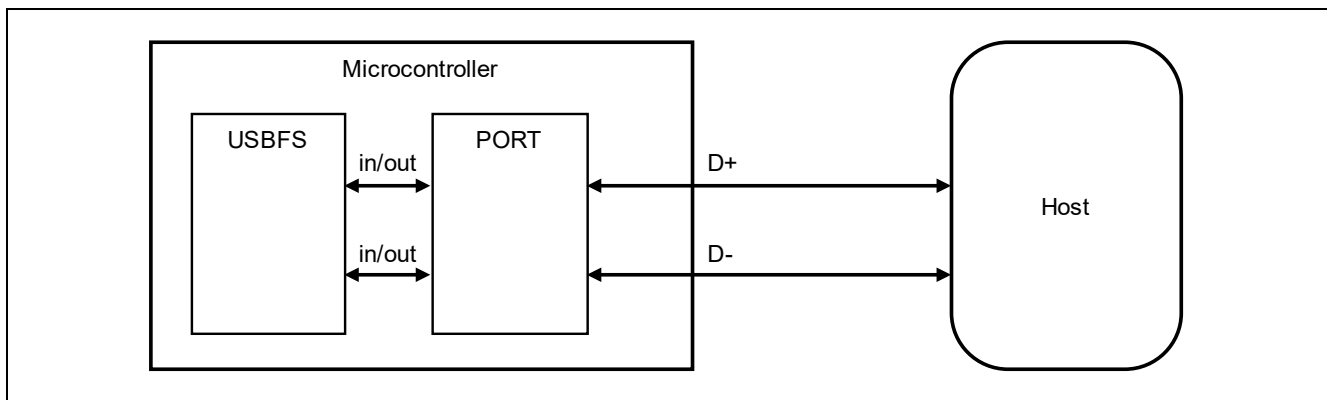 Microcontroller
USBFS
PORT
in/out
D+
Host
in/out
D-